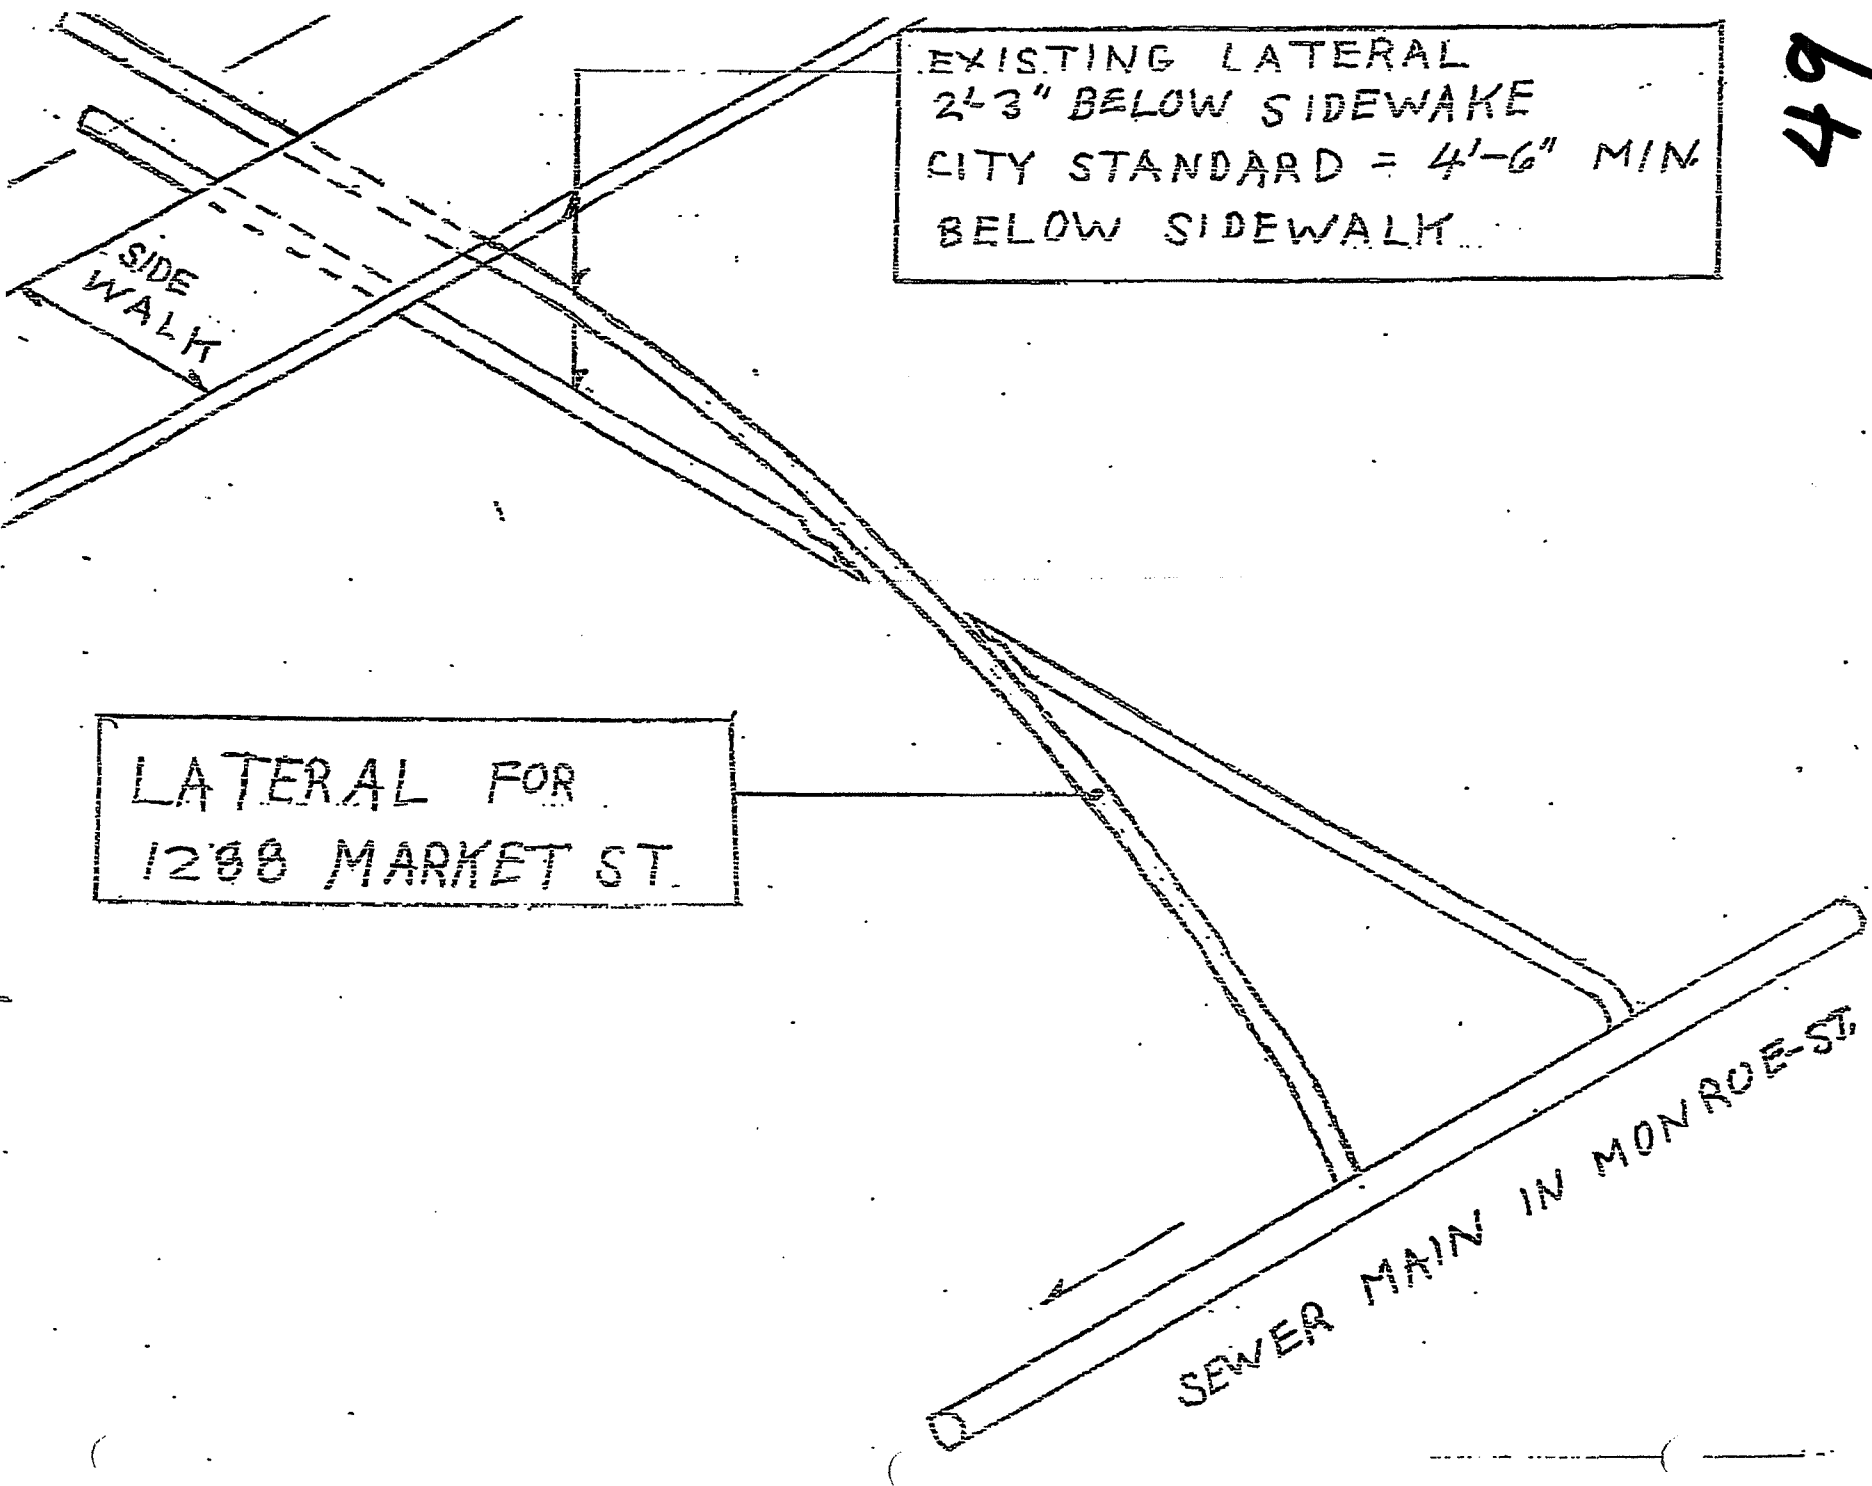 EXISTING LATERAL
2'-3" BELOW SIDEWAKE
CITY STANDARD = 4'-6" MIN.
BELOW SIDEWALK
49
SIDE
WALK
LATERAL FOR
1288 MARKET ST.
SEWER MAIN IN MONROE-ST.